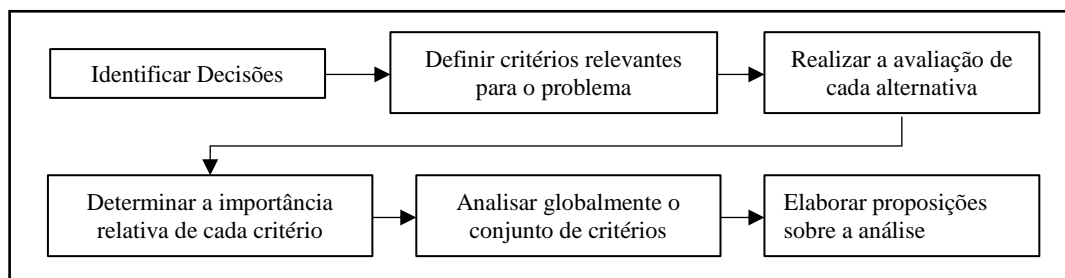 Identificar Decisões
Definir critérios relevantes
para o problema
Realizar a avaliação de
cada alternativa
Determinar a importância
relativa de cada critério
Analisar globalmente o
conjunto de critérios
Elaborar proposições
sobre a análise